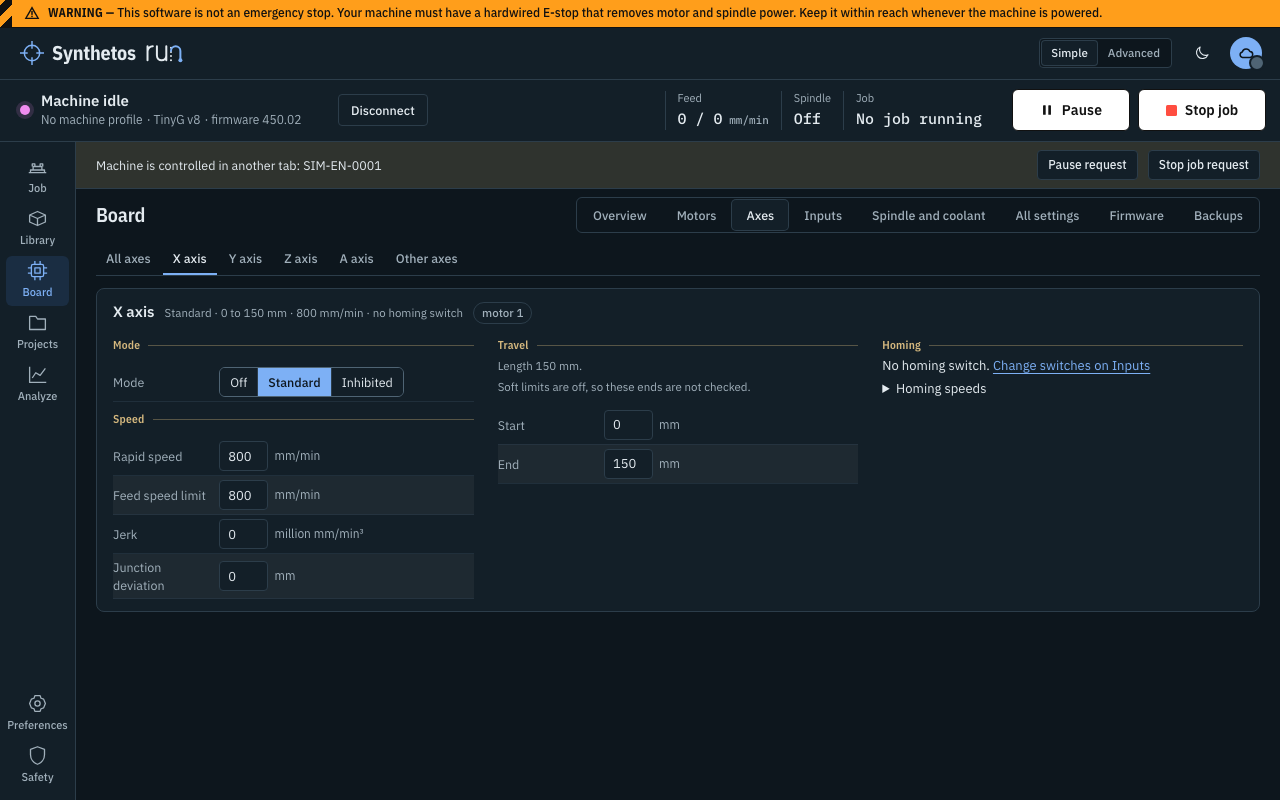 WARNING — This software is not an emergency stop. Your machine must have a hardwired E-stop that removes motor and spindle power. Keep it within reach whenever the machine is powered.
Synthetos run
Simple
Advanced
Machine idle
No machine profile · TinyG v8 · firmware 450.02
Disconnect
Feed
0 / 0 mm/min
Spindle
Off
Job
No job running
Pause
Stop job
Machine is controlled in another tab: SIM-EN-0001
Pause request
Stop job request
Job
Library
Board
Projects
Analyze
Preferences
Safety
Board
Overview
Motors
Axes
Inputs
Spindle and coolant
All settings
Firmware
Backups
All axes
X axis
Y axis
Z axis
A axis
Other axes
X axis Standard · 0 to 150 mm · 800 mm/min · no homing switch motor 1
Mode
Mode
Off
Standard
Inhibited
Speed
Rapid speed 800 mm/min
Feed speed limit 800 mm/min
Jerk 0 million mm/min³
Junction
deviation
0 mm
Travel
Length 150 mm.
Soft limits are off, so these ends are not checked.
Start 0 mm
End 150 mm
Homing
No homing switch. Change switches on Inputs
Homing speeds